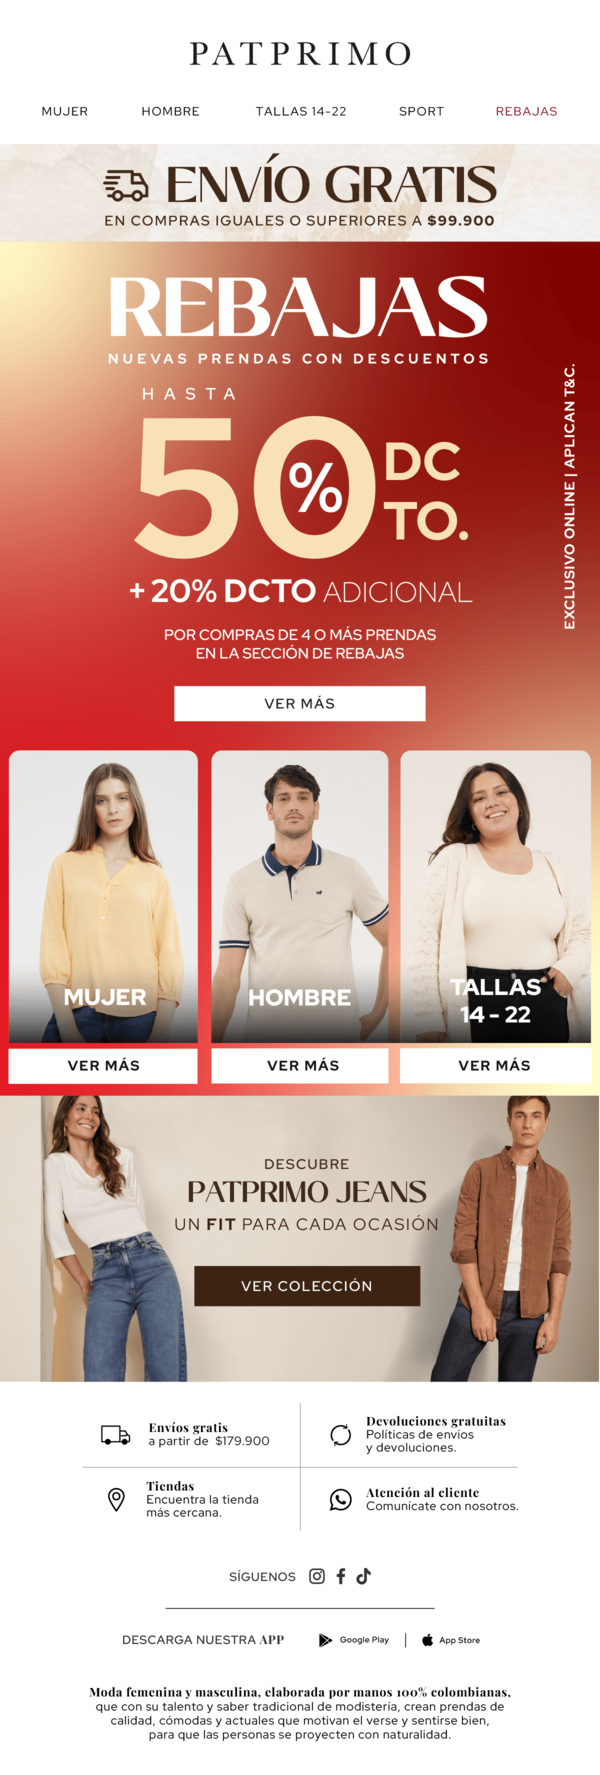 PATPRIMO
MUJER
HOMBRE
TALLAS 14-22
SPORT
REBAJAS
ENVÍO GRATIS
EN COMPRAS IGUALES O SUPERIORES A $99.900
REBAJAS
NUEVAS PRENDAS CON DESCUENTOS
HASTA
50%
DC
TO.
+ 20% DCTO ADICIONAL
POR COMPRAS DE 4 O MÁS PRENDAS
EN LA SECCIÓN DE REBAJAS
EXCLUSIVO ONLINE | APLICAN T&C.
VER MÁS
MUJER
HOMBRE
TALLAS
14 - 22
VER MÁS
VER MÁS
VER MÁS
DESCUBRE
PATPRIMO JEANS
UN FIT PARA CADA OCASIÓN
VER COLECCIÓN
Envíos gratis
a partir de $179.900
Devoluciones gratuitas
Políticas de envíos
y devoluciones.
Tiendas
Encuentra la tienda
más cercana.
Atención al cliente
Comunícate con nosotros.
SÍGUENOS
DESCARGA NUESTRA APP
Google Play
|
App Store
Moda femenina y masculina, elaborada por manos 100% colombianas,
que con su talento y saber tradicional de modistería, crean prendas de
calidad, cómodas y actuales que motivan el verse y sentirse bien,
para que las personas se proyecten con naturalidad.